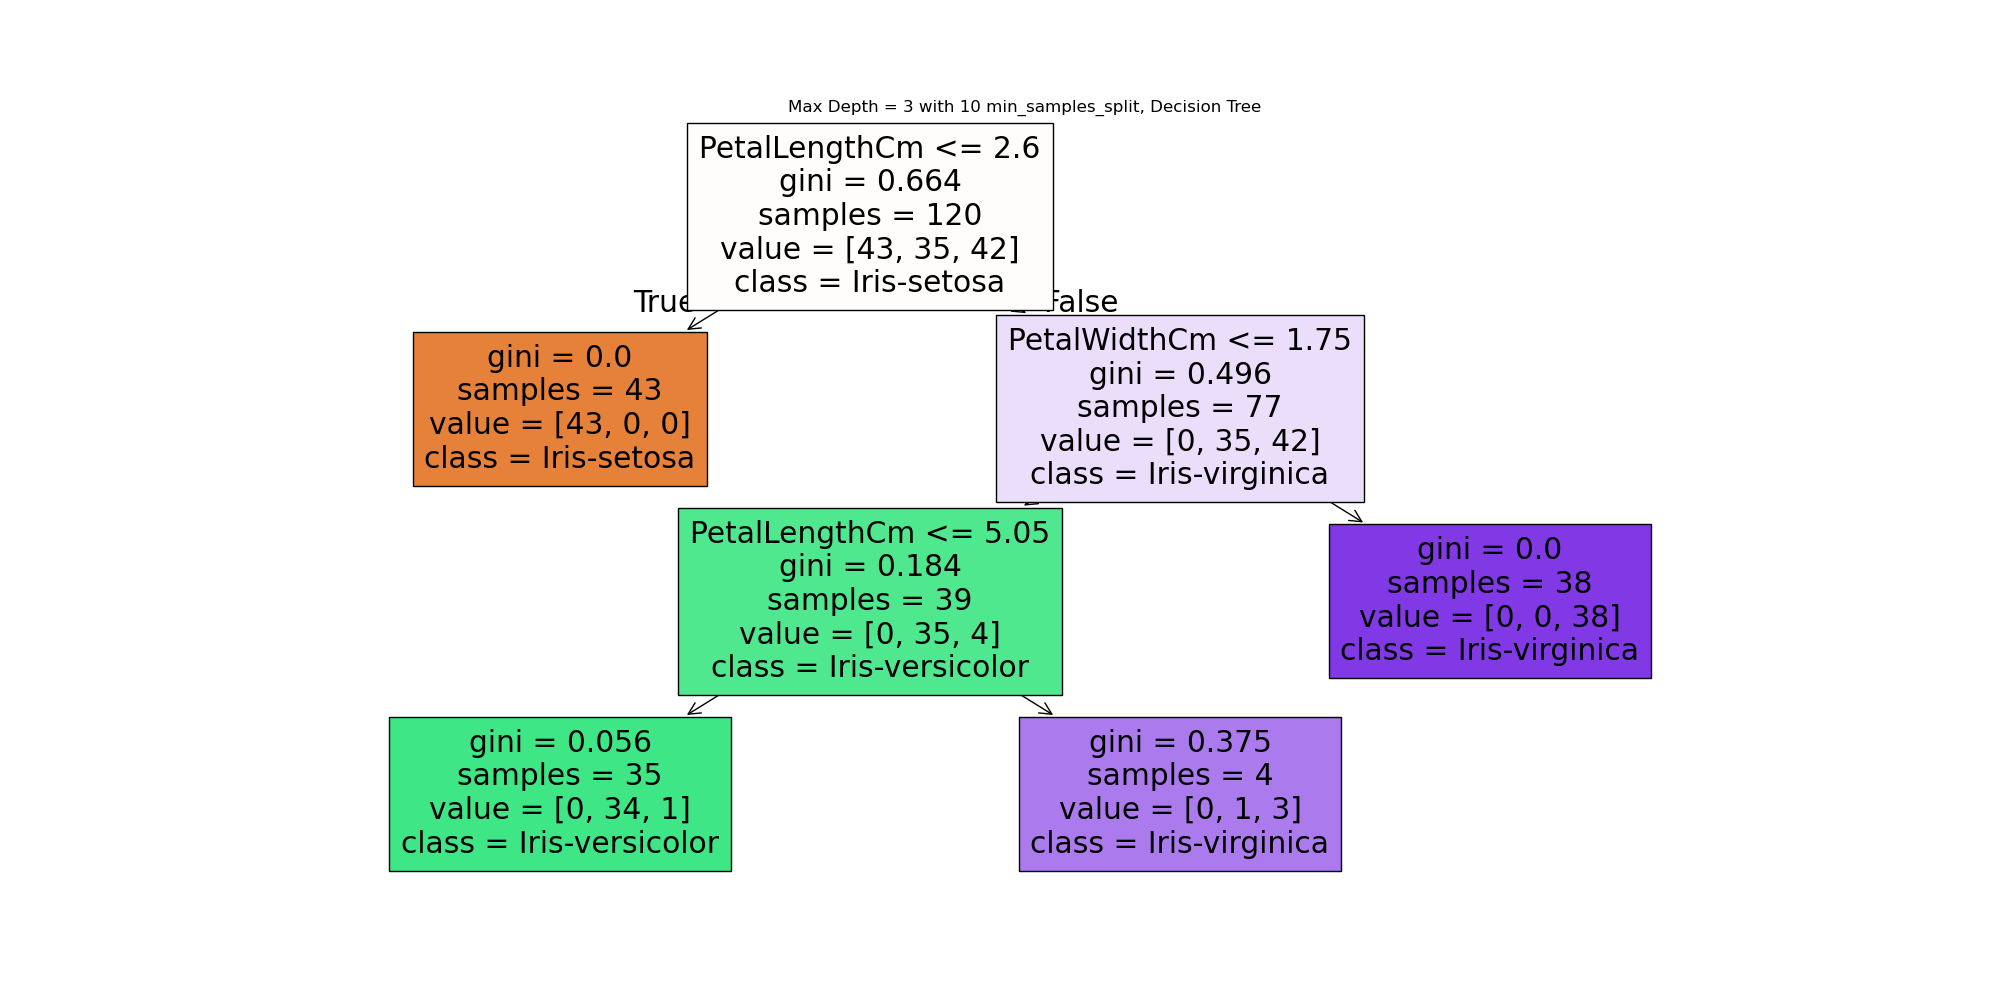 Max Depth = 3 with 10 min_samples_split, Decision Tree
PetalLengthCm <= 2.6
gini = 0.664
samples = 120
value = [43, 35, 42]
class = Iris-setosa
True
False
gini = 0.0
samples = 43
value = [43, 0, 0]
class = Iris-setosa
PetalWidthCm <= 1.75
gini = 0.496
samples = 77
value = [0, 35, 42]
class = Iris-virginica
PetalLengthCm <= 5.05
gini = 0.184
samples = 39
value = [0, 35, 4]
class = Iris-versicolor
gini = 0.0
samples = 38
value = [0, 0, 38]
class = Iris-virginica
gini = 0.056
samples = 35
value = [0, 34, 1]
class = Iris-versicolor
gini = 0.375
samples = 4
value = [0, 1, 3]
class = Iris-virginica